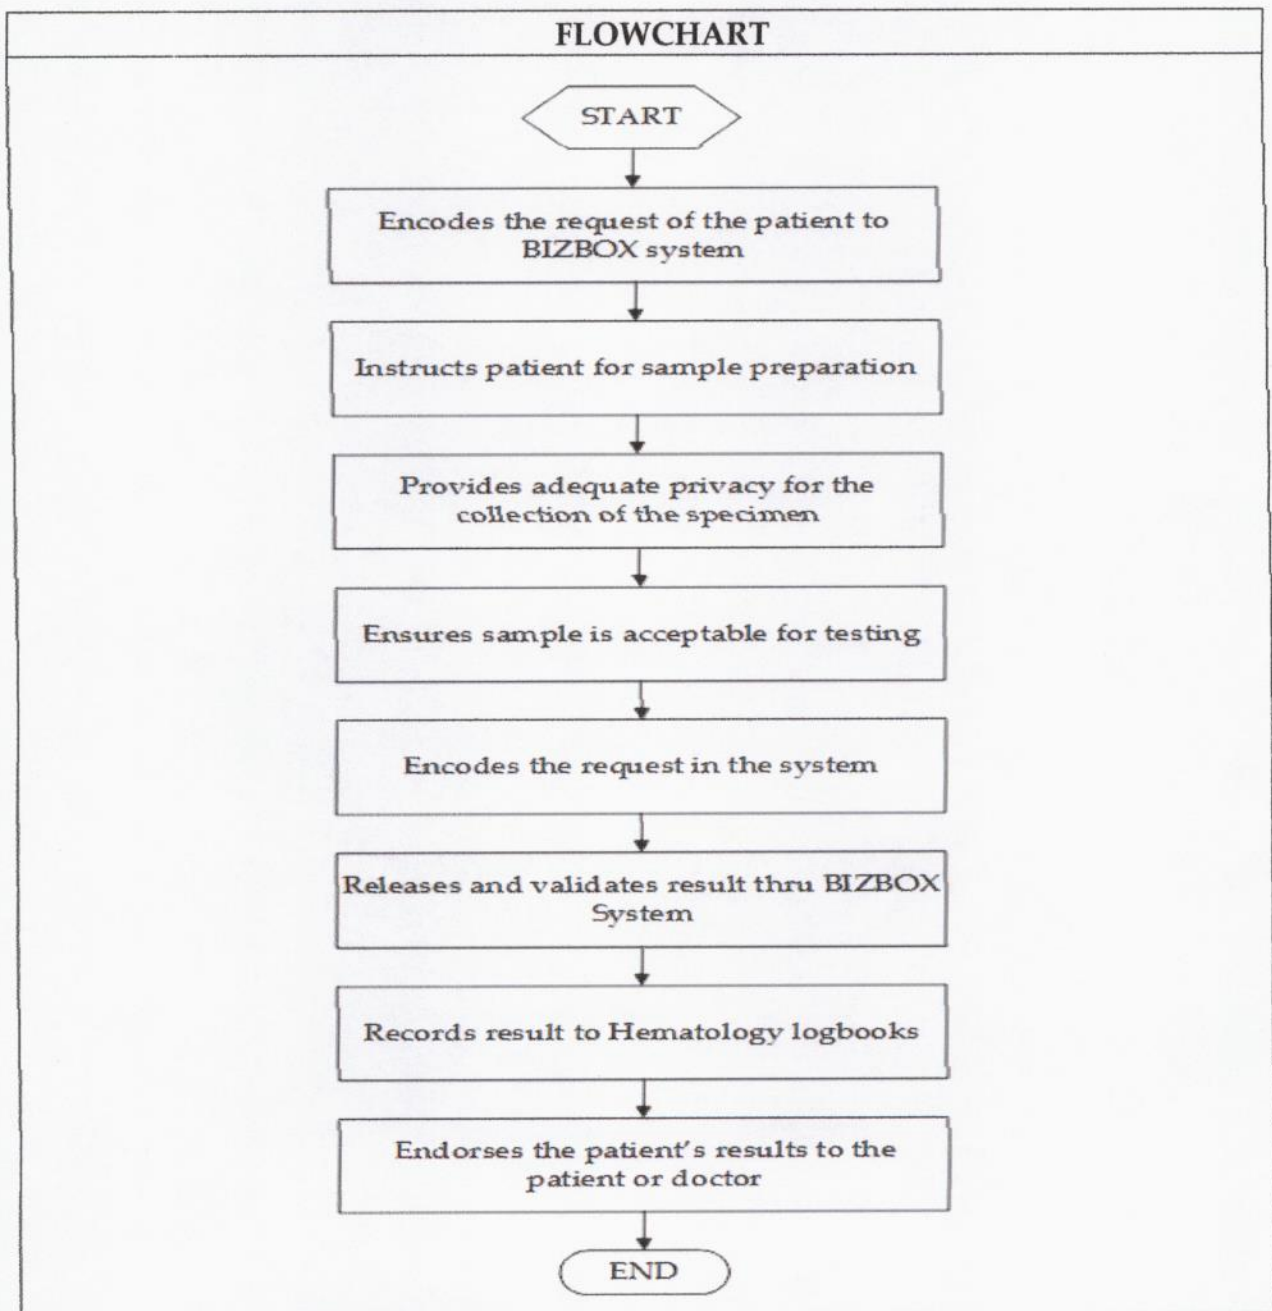 FLOWCHART
START
Encodes the request of the patient to
BIZBOX system
Instructs patient for sample preparation
Provides adequate privacy for the
collection of the specimen
Ensures sample is acceptable for testing
Encodes the request in the system
Releases and validates result thru BIZBOX
System
Records result to Hematology logbooks
Endorses the patient's results to the
patient or doctor
END